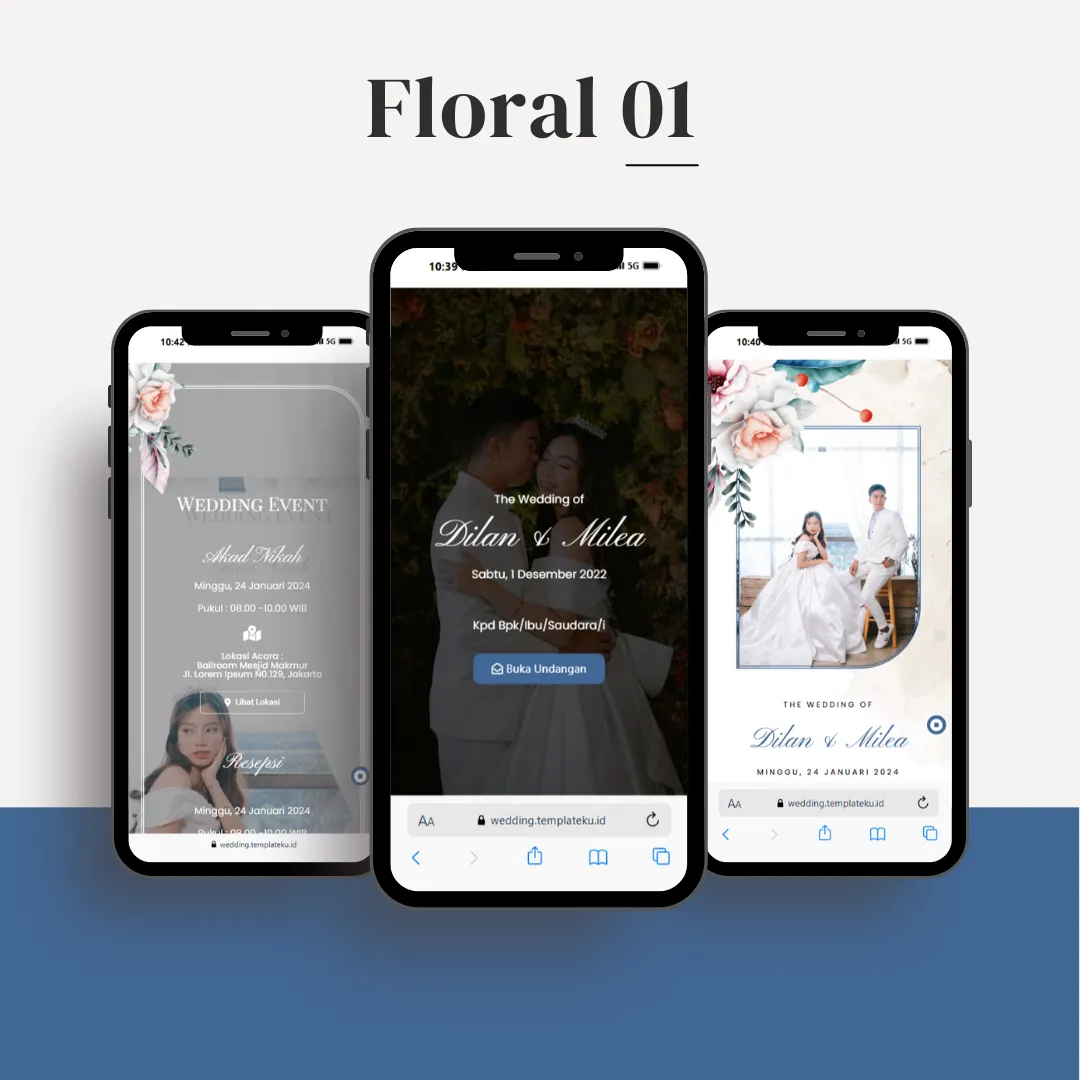 Floral 01
10:42
5G
WEDDING EVENT
Akad Nikah
Minggu, 24 Januari 2024
Pukul : 08.00 -10.00 WIB
Lokasi Acara :
Ballroom Mesjid Makmur
Jl. Lorem Ipsum N0.129, Jakarta
Lihat Lokasi
Resepsi
Minggu, 24 Januari 2024
Pukul : 08.00 -10.00 WIB
wedding.templateku.id
10:39
5G
The Wedding of
Dilan & Milea
Sabtu, 1 Desember 2022
Kpd Bpk/Ibu/Saudara/i
Buka Undangan
AA
wedding.templateku.id
10:40
5G
THE WEDDING OF
Dilan & Milea
MINGGU, 24 JANUARI 2024
AA
wedding.templateku.id